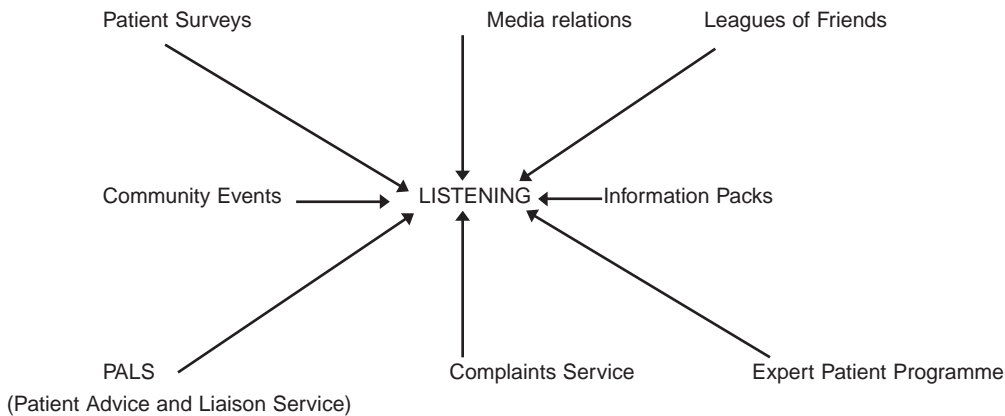 Patient Surveys
Media relations
Leagues of Friends
Community Events
LISTENING
Information Packs
PALS
(Patient Advice and Liaison Service)
Complaints Service
Expert Patient Programme